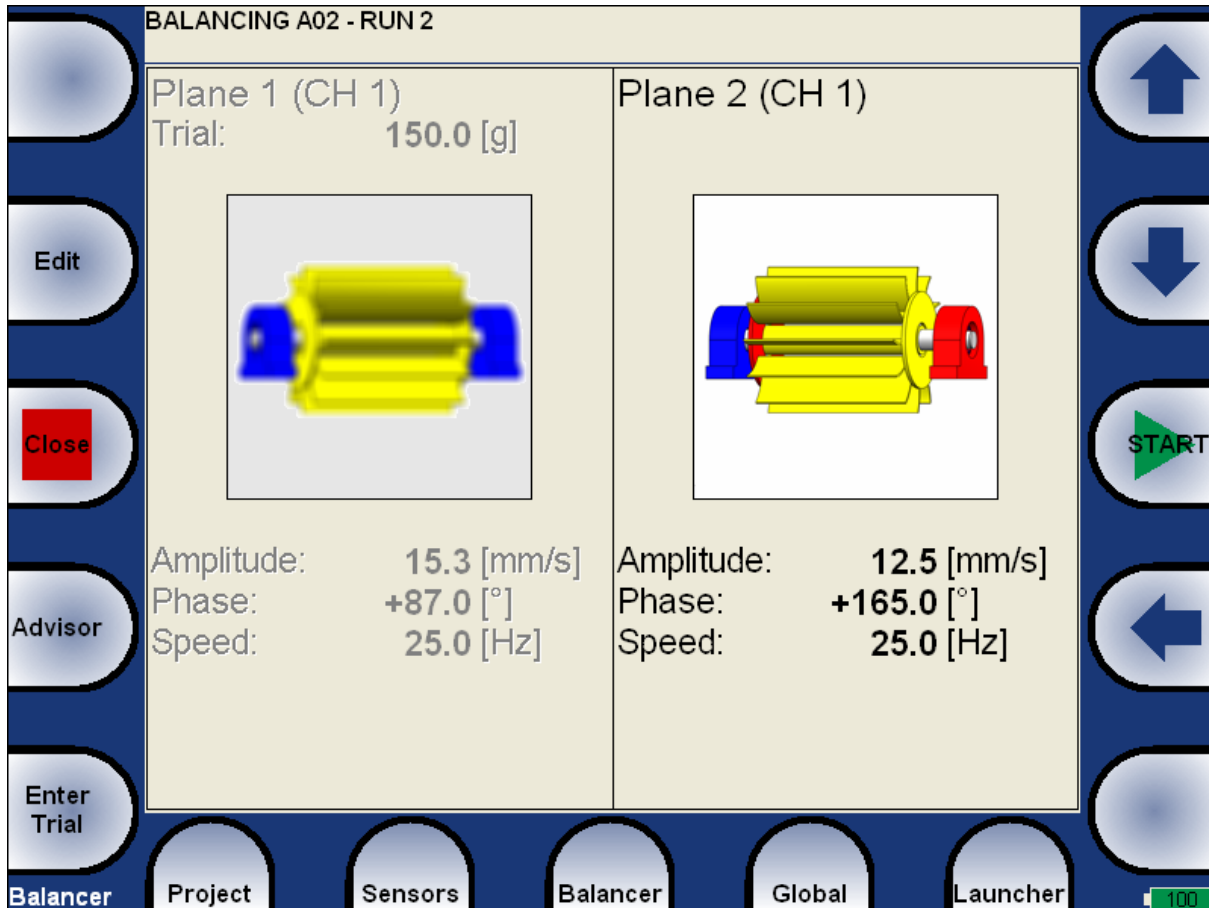 BALANCING A02 - RUN 2
Plane 1 (CH 1)
Trial: 150.0 [g]
Amplitude: 15.3 [mm/s]
Phase: +87.0 [°]
Speed: 25.0 [Hz]
Plane 2 (CH 1)
Amplitude: 12.5 [mm/s]
Phase: +165.0 [°]
Speed: 25.0 [Hz]
Edit
Close
Advisor
Enter
Trial
Balancer
START
Project
Sensors
Balancer
Global
Launcher
100